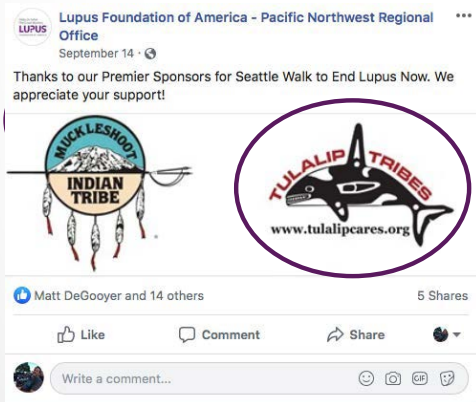 Lupus Foundation of America - Pacific Northwest Regional
Office
September 14 ·
LUPUS
Thanks to our Premier Sponsors for Seattle Walk to End Lupus Now. We
appreciate your support!
MUCKLESHOOT
INDIAN
TRIBE
TULALIP TRIBES
www.tulalipcares.org
Matt DeGooyer and 14 others
5 Shares
Like
Comment
Share
Write a comment...
GIF